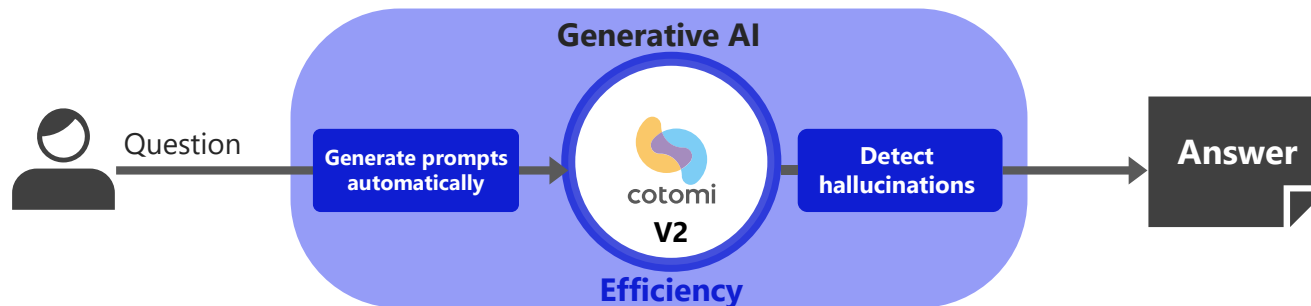 Generative AI
Question
Generate prompts
automatically
cotomi
V2
Detect
hallucinations
Answer
Efficiency